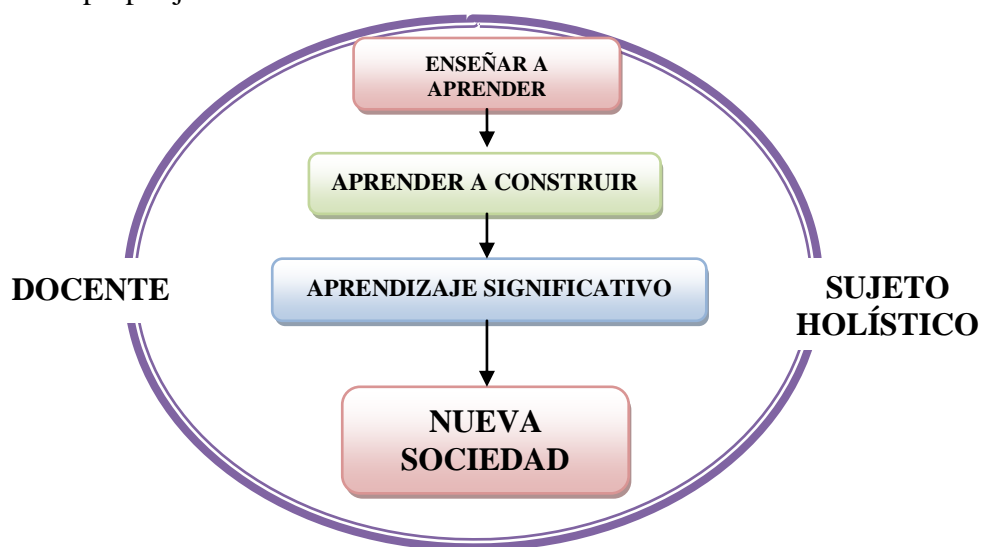 ENSEÑAR A
APRENDER
APRENDER A CONSTRUIR
DOCENTE
APRENDIZAJE SIGNIFICATIVO
SUJETO
HOLÍSTICO
NUEVA
SOCIEDAD